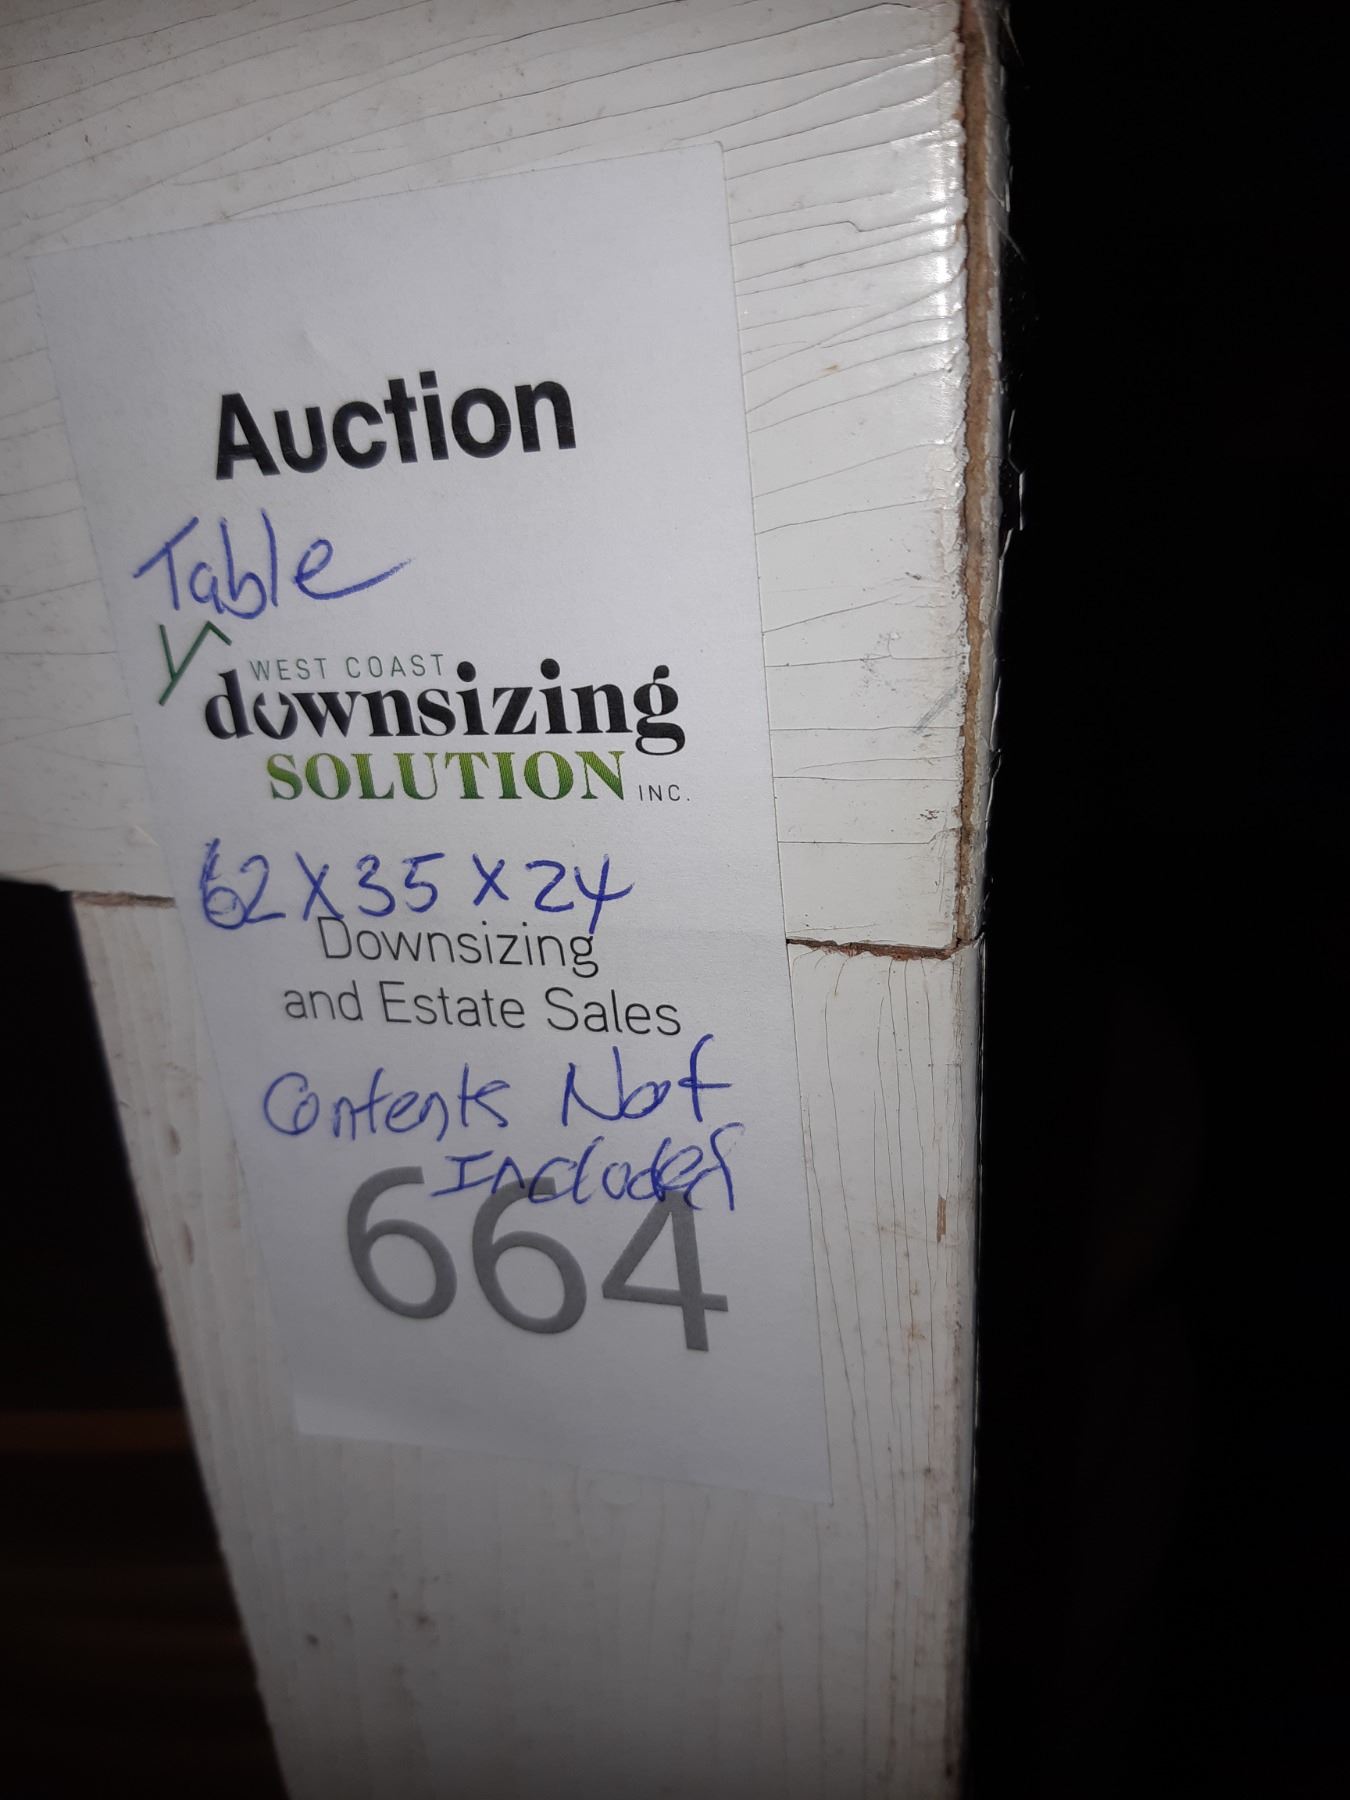 Auction
Table
WEST COAST
downsizing
SOLUTION INC.
62 X 35 X 24
Downsizing
and Estate Sales
Contents Not
Included
664